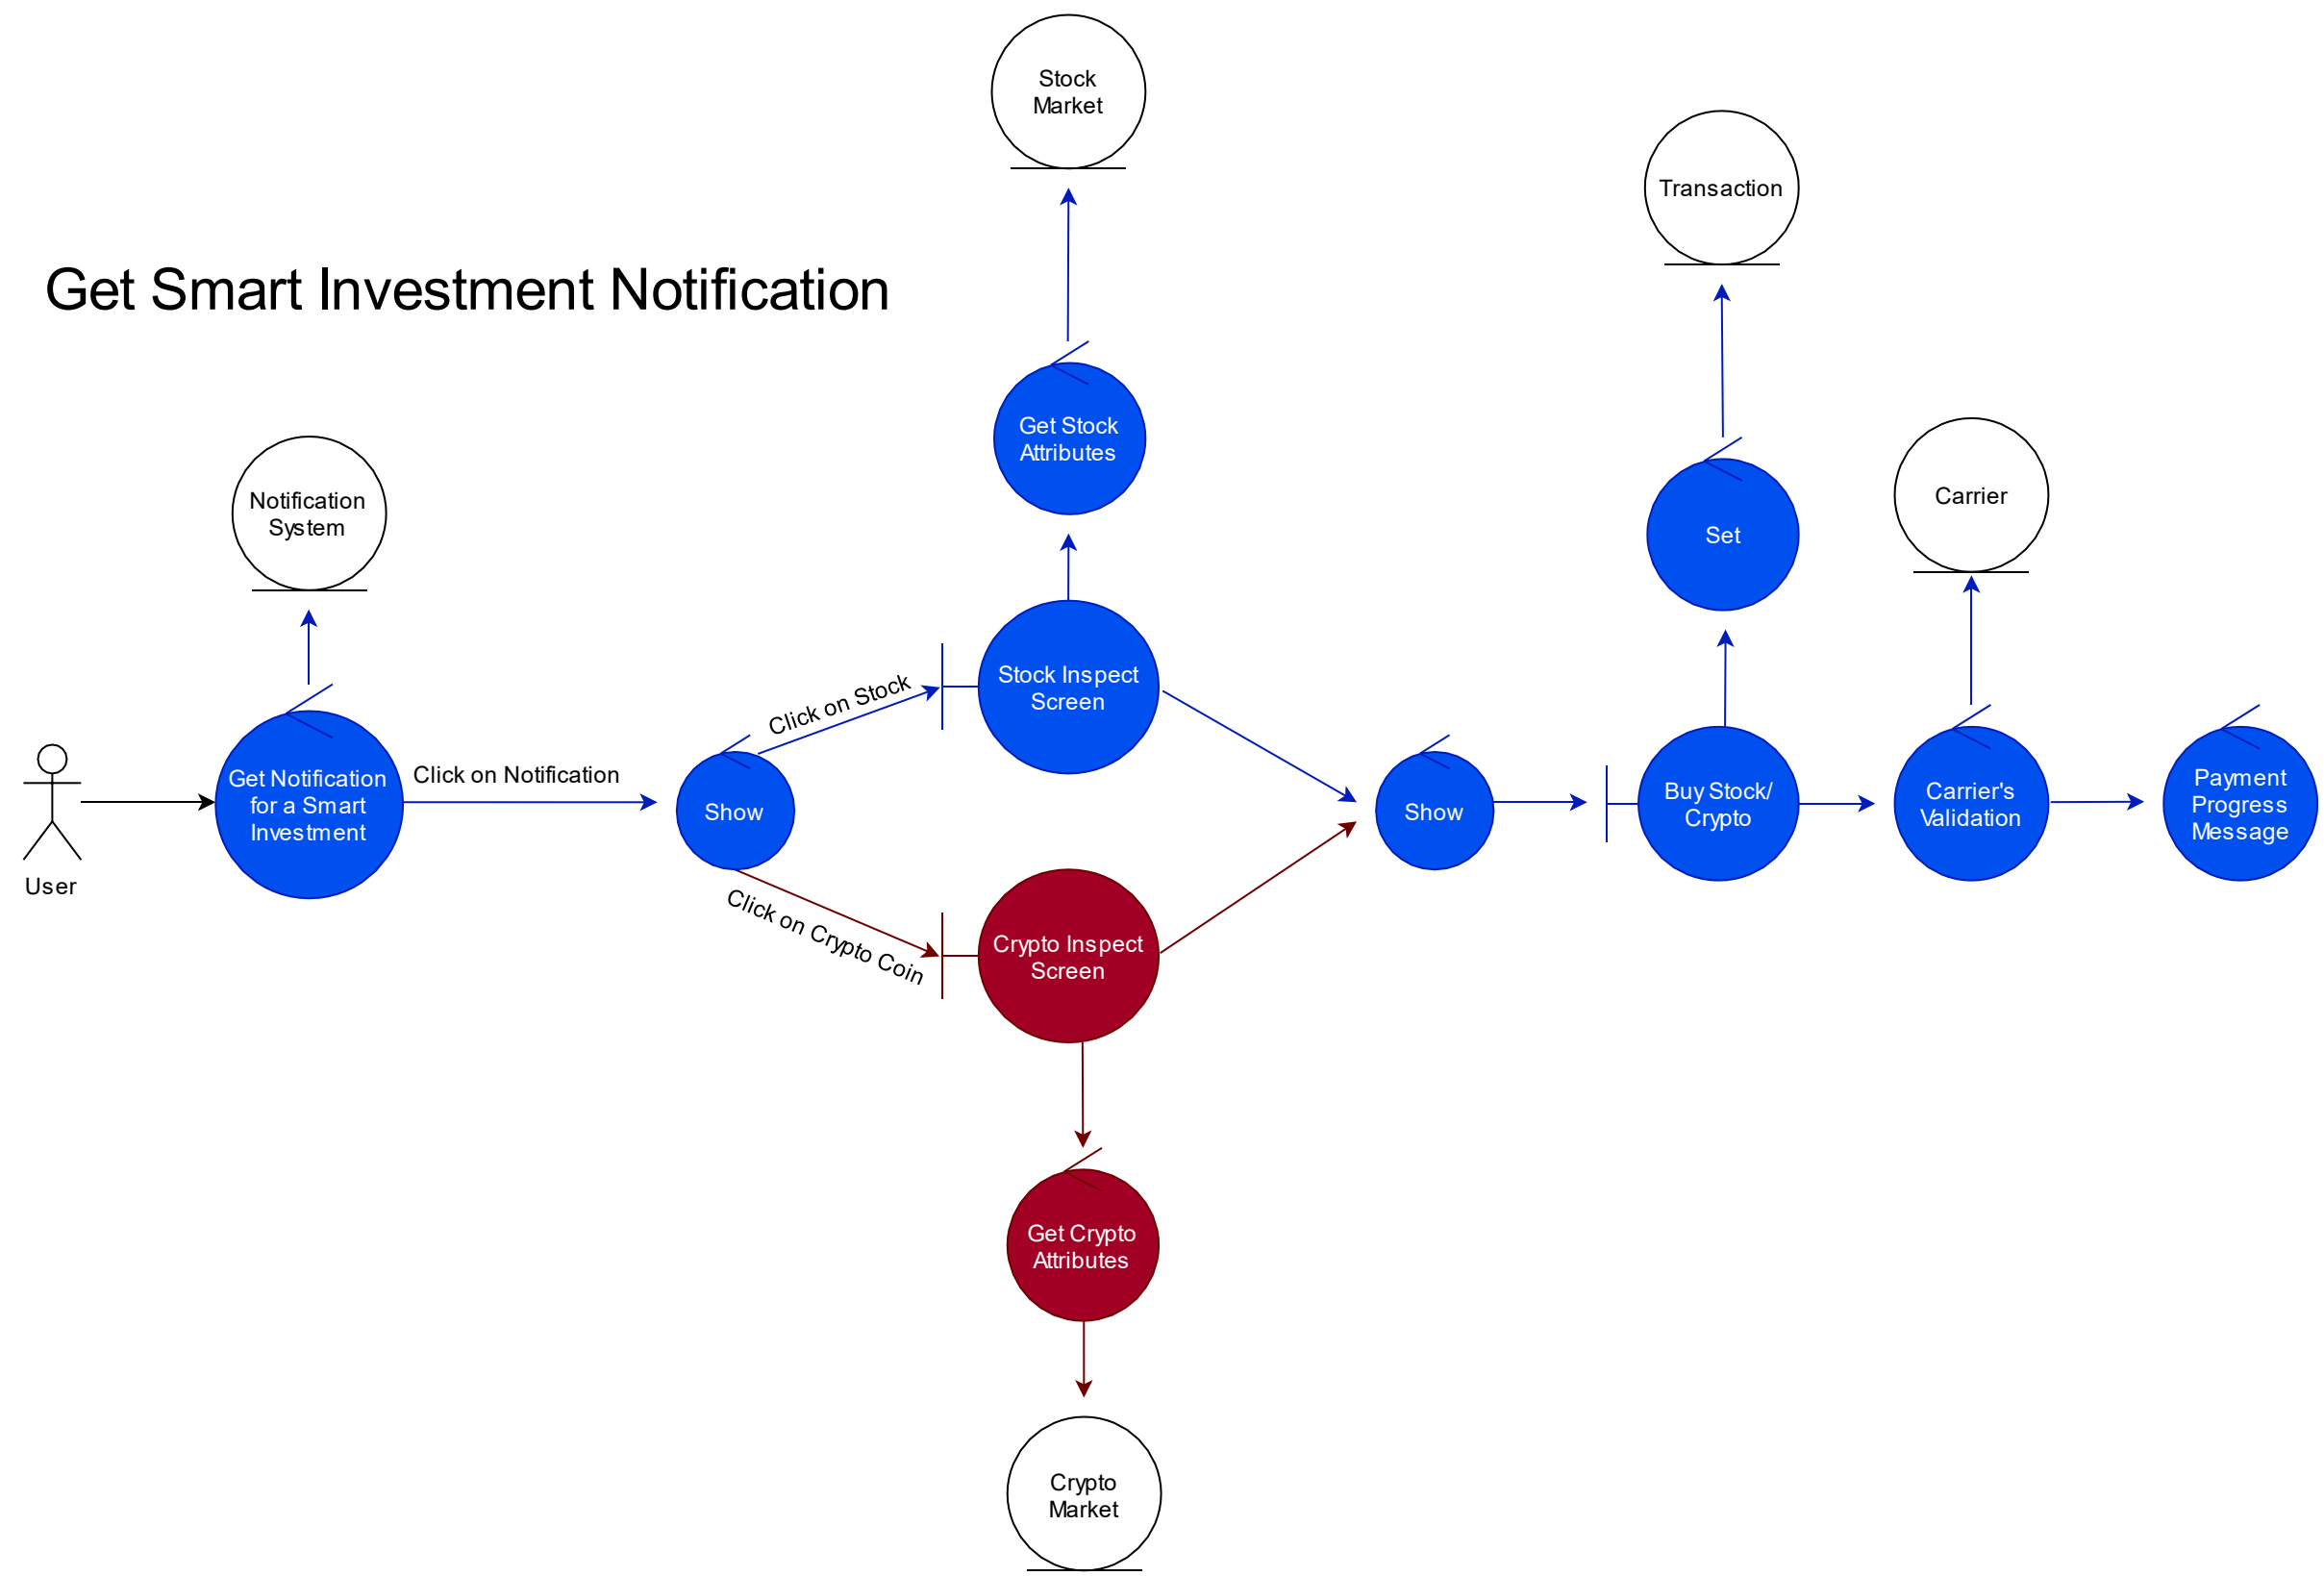 Stock
Market
Transaction
Get Smart Investment Notification
Get Stock
Attributes
Notification
System
Carrier
Set
Stock Inspect
Screen
Click on Stock
User
Get Notification
for a Smart
Investment
Click on Notification
Show
Show
Buy Stock/
Crypto
Carrier's
Validation
Payment
Progress
Message
Click on Crypto Coin
Crypto Inspect
Screen
Get Crypto
Attributes
Crypto
Market